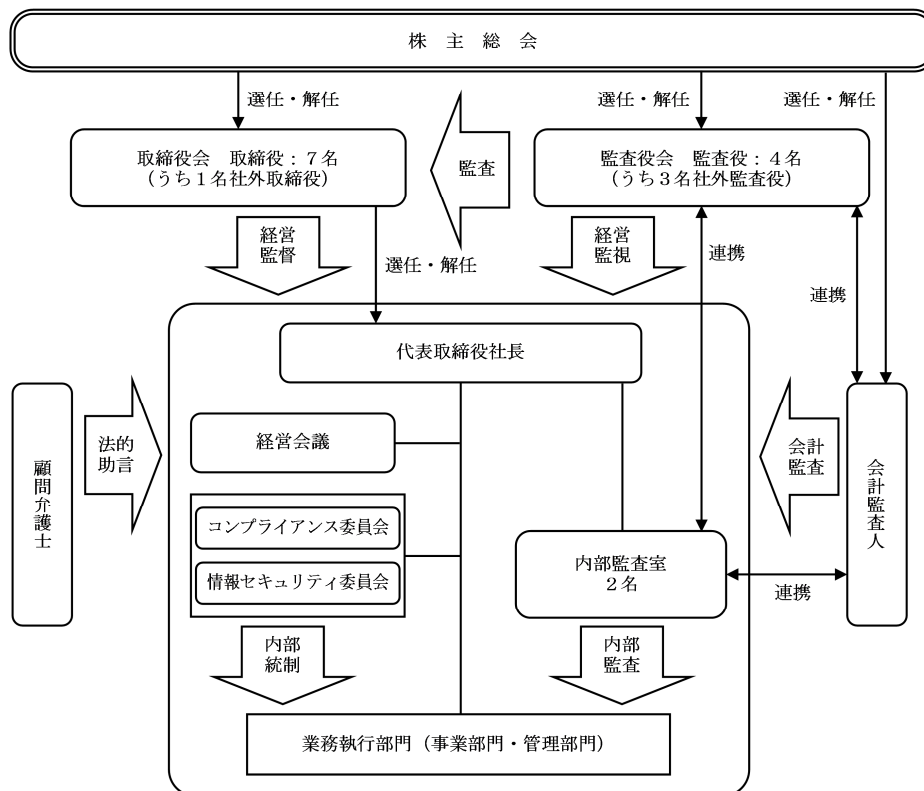 株 主 総 会
選任・解任
選任・解任
選任・解任
取締役会　取締役：７名
（うち１名社外取締役）
監査
監査役会　監査役：４名
（うち３名社外監査役）
経営
監督
選任・解任
経営
監視
連携
連携
代表取締役社長
顧問弁護士
法的
助言
経営会議
会計
監査
会計監査人
コンプライアンス委員会
情報セキュリティ委員会
内部監査室
２名
連携
内部
統制
内部
監査
業務執行部門（事業部門・管理部門）